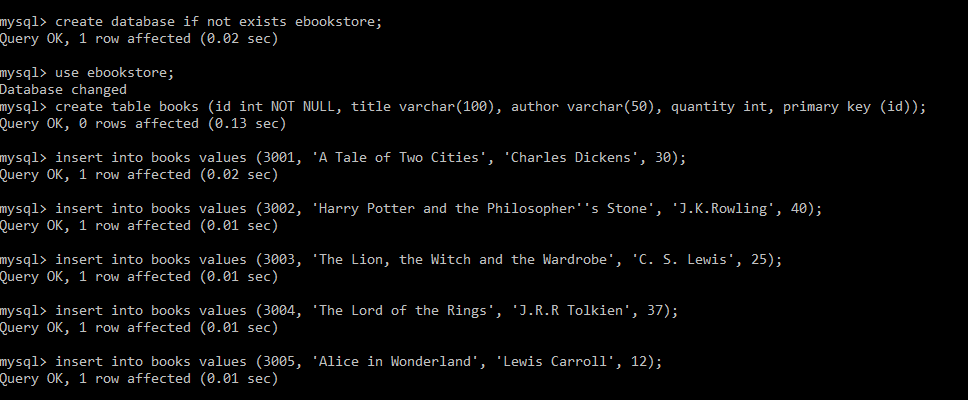 mysql> create database if not exists ebookstore;
Query OK, 1 row affected (0.02 sec)
mysql> use ebookstore;
Database changed
mysql> create table books (id int NOT NULL, title varchar(100), author varchar(50), quantity int, primary key (id));
Query OK, 0 rows affected (0.13 sec)
mysql> insert into books values (3001, 'A Tale of Two Cities', 'Charles Dickens', 30);
Query OK, 1 row affected (0.02 sec)
mysql> insert into books values (3002, 'Harry Potter and the Philosopher''s Stone', 'J.K.Rowling', 40);
Query OK, 1 row affected (0.01 sec)
mysql> insert into books values (3003, 'The Lion, the Witch and the Wardrobe', 'C. S. Lewis', 25);
Query OK, 1 row affected (0.01 sec)
mysql> insert into books values (3004, 'The Lord of the Rings', 'J.R.R Tolkien', 37);
Query OK, 1 row affected (0.01 sec)
mysql> insert into books values (3005, 'Alice in Wonderland', 'Lewis Carroll', 12);
Query OK, 1 row affected (0.01 sec)